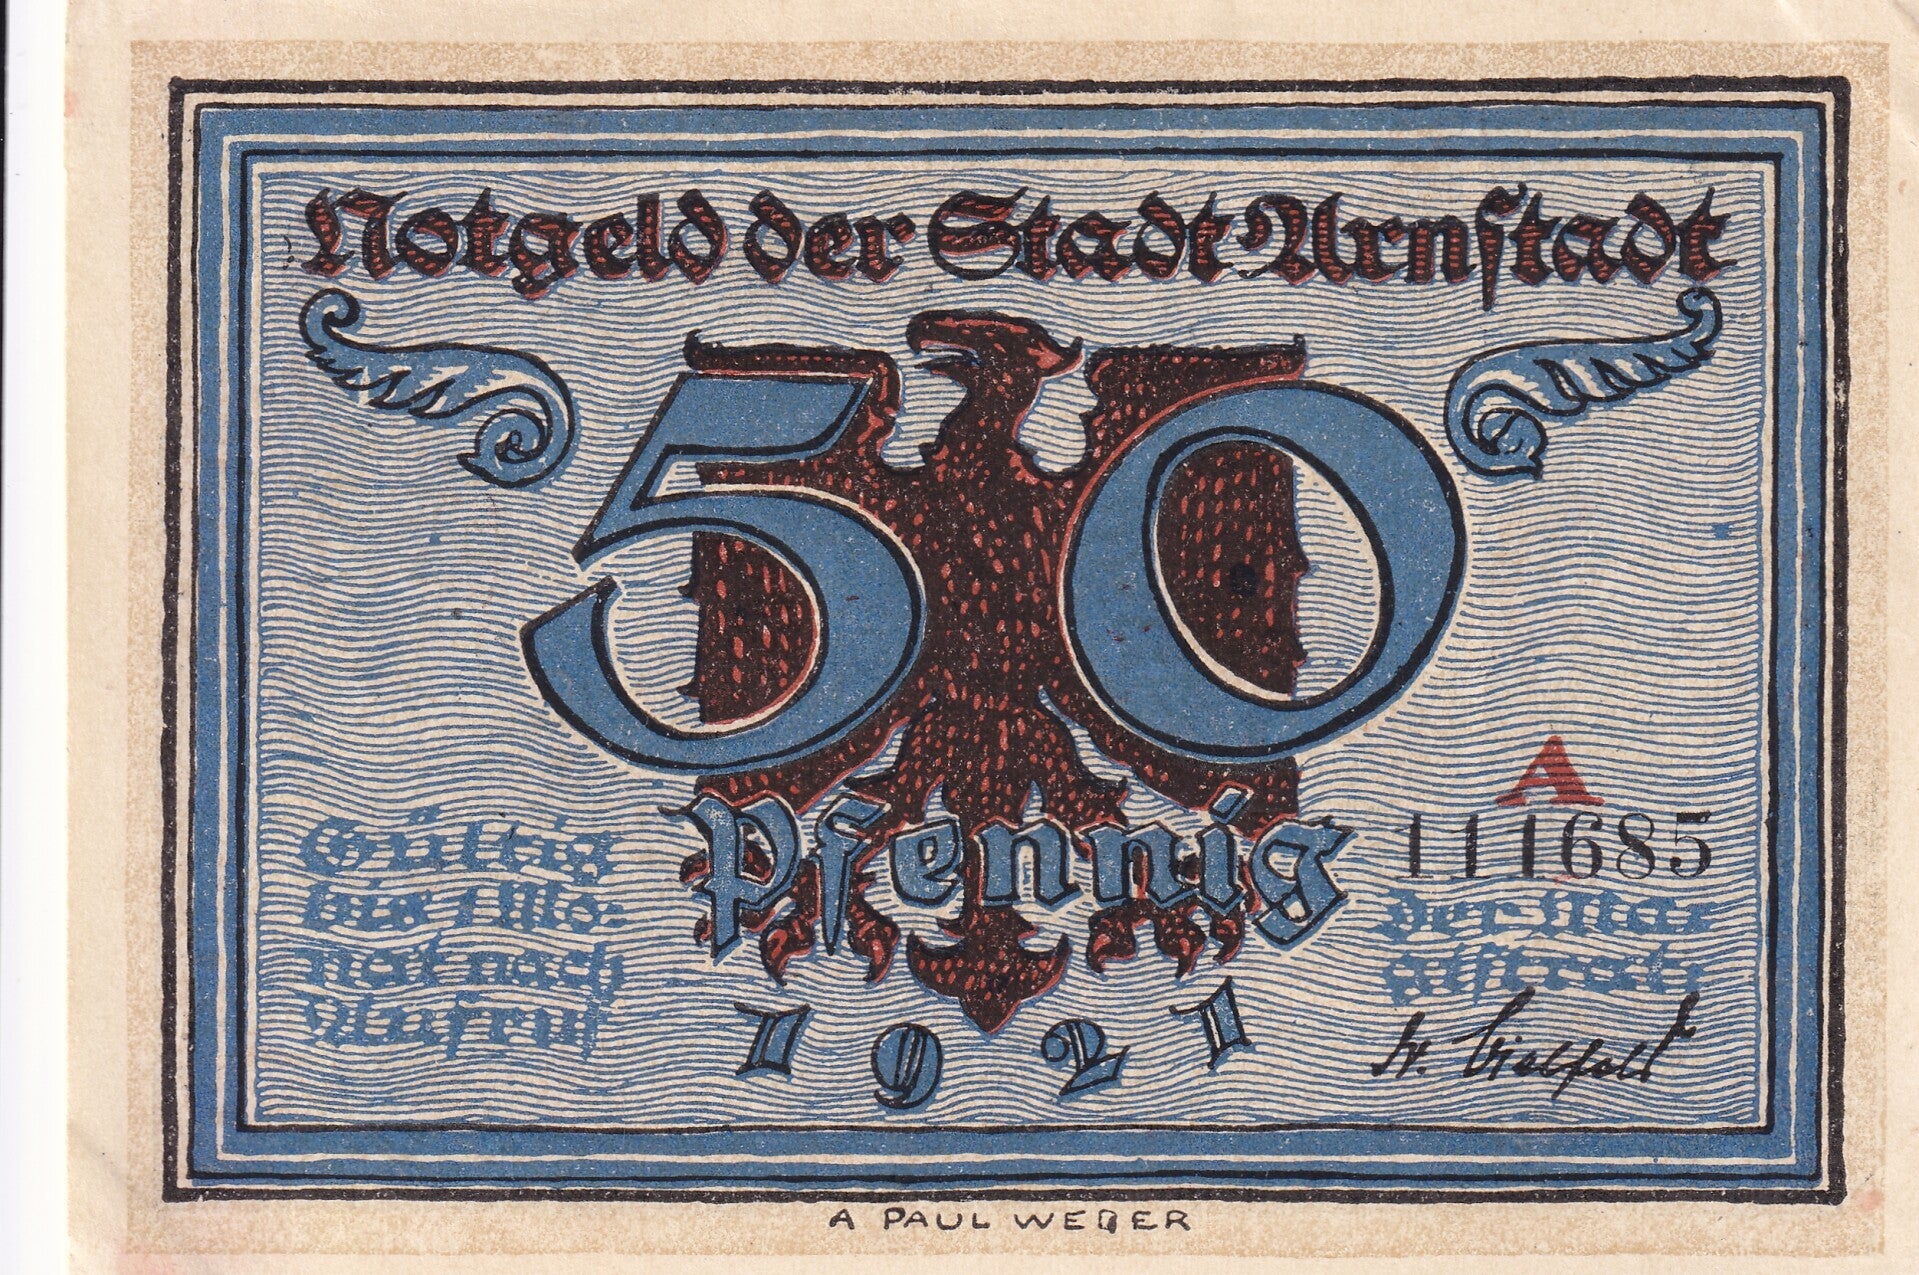 Notgeld der Stadt Arnstadt
50
Pfennig
1921
Gültig
bis 1 Mo=
nat nach
Aufruf
A
111685
Der Stadt
A PAUL WEBER